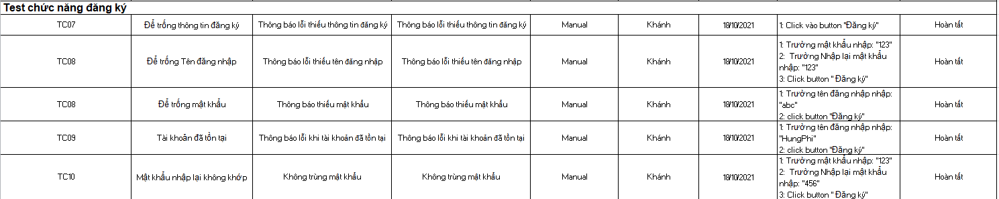 Test chức năng đăng ký
TC07 Để trống thông tin đăng ký Thông báo lỗi thiếu thông tin đăng ký Thông báo lỗi thiếu thông tin đăng ký Manual Khánh 18/10/2021 1: Click vào button "Đăng ký" Hoàn tất
TC08 Để trống Tên đăng nhập Thông báo lỗi thiếu tên đăng nhập Thông báo lỗi thiếu tên đăng nhập Manual Khánh 18/10/2021 1: Trường mật khẩu nhập: "123"
2: Trường Nhập lại mật khẩu
nhập: "123"
3: Click button " Đăng ký" Hoàn tất
TC08 Để trống mật khẩu Thông báo thiếu mật khẩu Thông báo thiếu mật khẩu Manual Khánh 18/10/2021 1: Trường tên đăng nhập nhập:
"abc"
2: click button "Đăng ký" Hoàn tất
TC09 Tài khoản đã tồn tại Thông báo lỗi khi tài khoản đã tồn tại Thông báo lỗi khi tài khoản đã tồn tại Manual Khánh 18/10/2021 1: Trường tên đăng nhập nhập:
"HungPhi"
2: click button "Đăng ký" Hoàn tất
TC10 Mật khẩu nhập lại không khớp Không trùng mật khẩu Không trùng mật khẩu Manual Khánh 18/10/2021 1: Trường mật khẩu nhập: "123"
2: Trường Nhập lại mật khẩu
nhập: "456"
3: Click button " Đăng ký" Hoàn tất